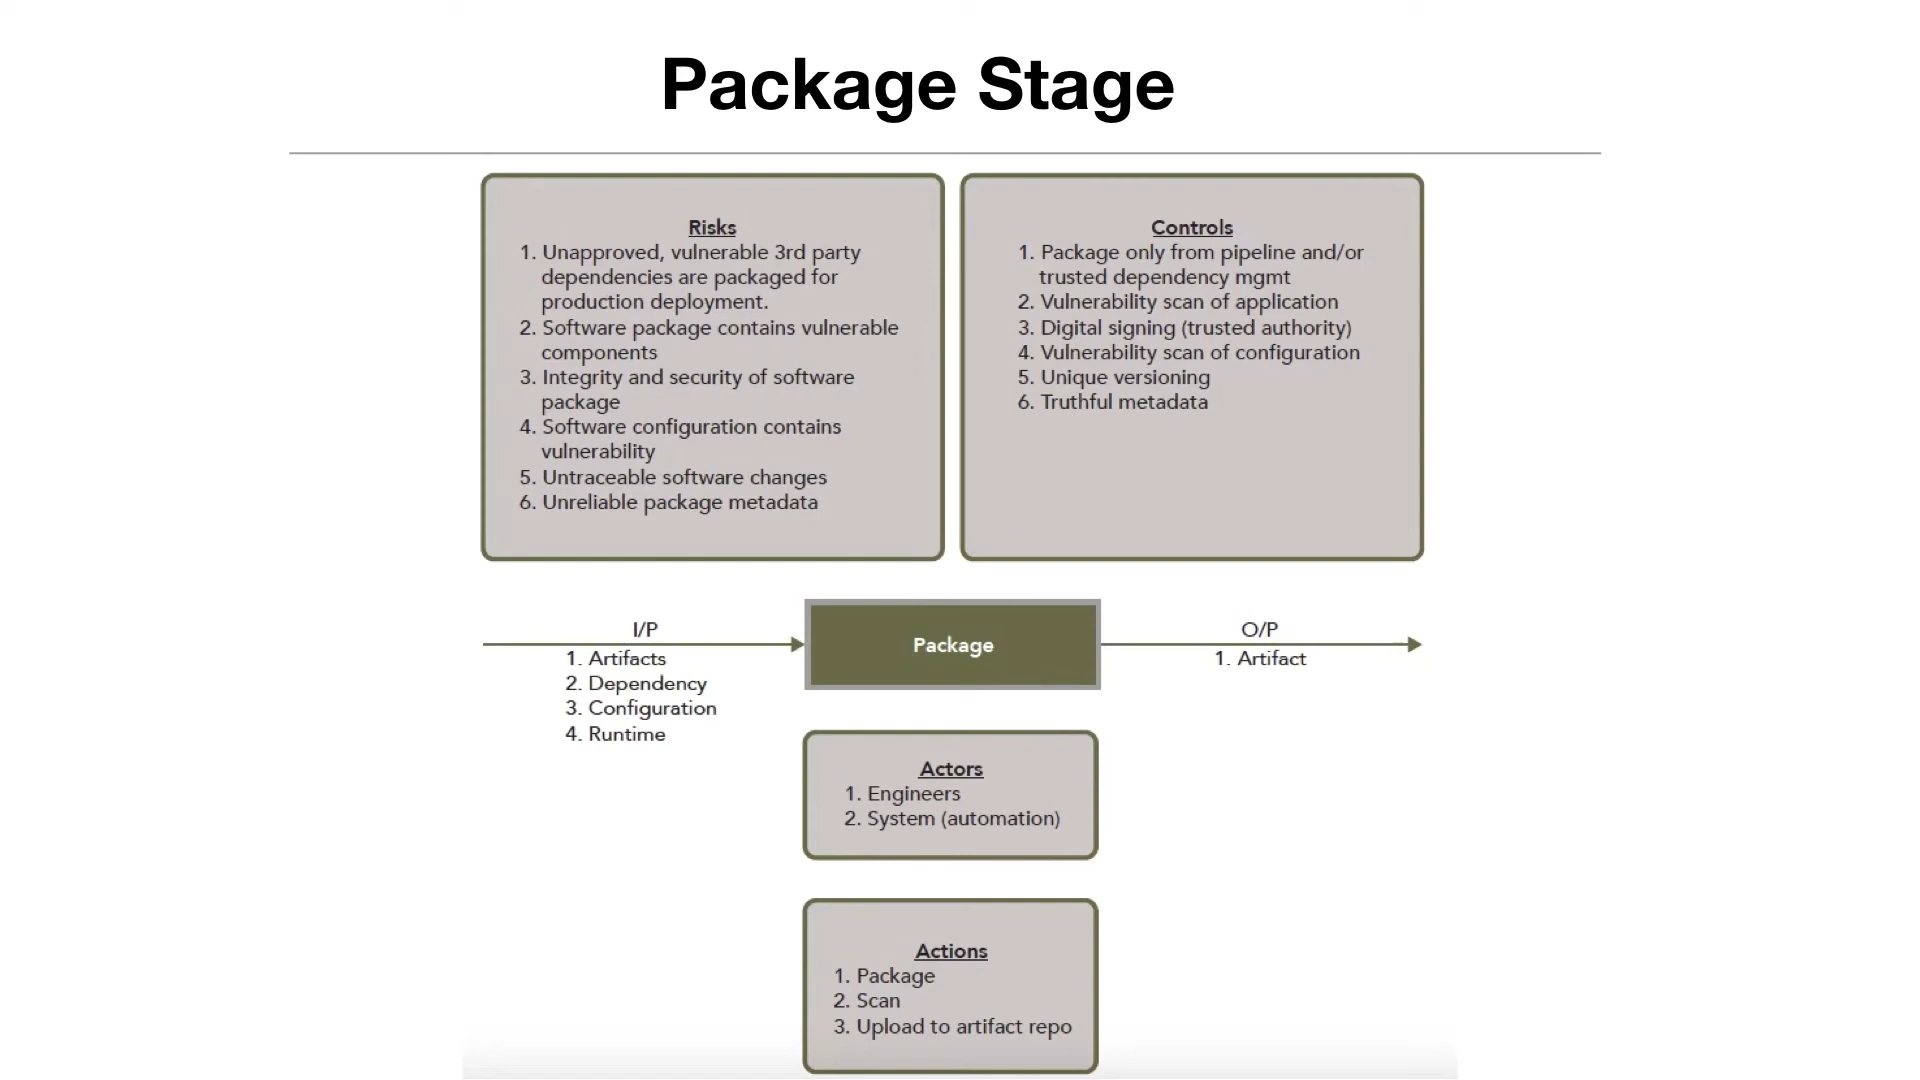 Package Stage
Risks
1. Unapproved, vulnerable 3rd party
dependencies are packaged for
production deployment.
2. Software package contains vulnerable
components
3. Integrity and security of software
package
4. Software configuration contains
vulnerability
5. Untraceable software changes
6. Unreliable package metadata
Controls
1. Package only from pipeline and/or
trusted dependency mgmt
2. Vulnerability scan of application
3. Digital signing (trusted authority)
4. Vulnerability scan of configuration
5. Unique versioning
6. Truthful metadata
I/P
1. Artifacts
2. Dependency
3. Configuration
4. Runtime
Package
O/P
1. Artifact
Actors
1. Engineers
2. System (automation)
Actions
1. Package
2. Scan
3. Upload to artifact repo